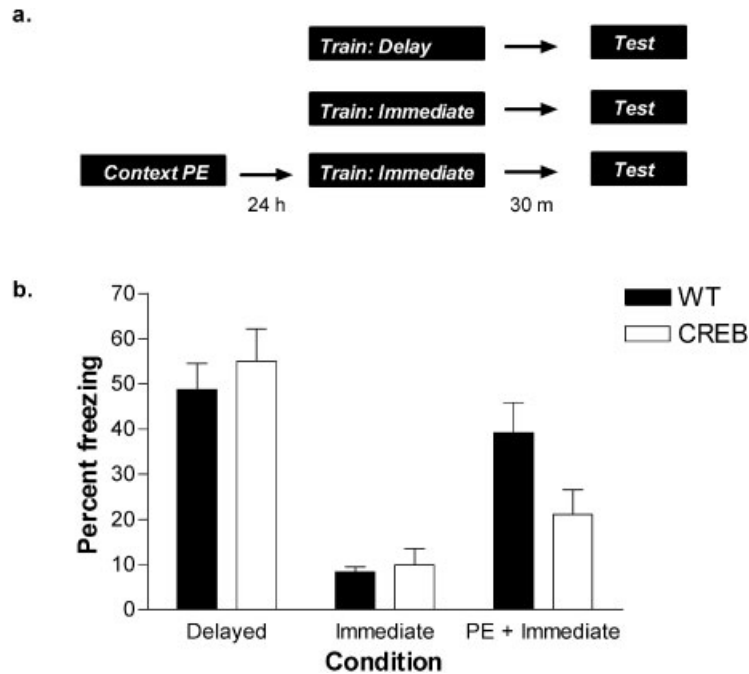 a.
Train: Delay
Test
Train: Immediate
Test
Context PE
Train: Immediate
Test
24 h
30 m
b.
WT
CREB
70
60
50
40
30
20
10
0
Percent freezing
Delayed
Immediate
PE + Immediate
Condition